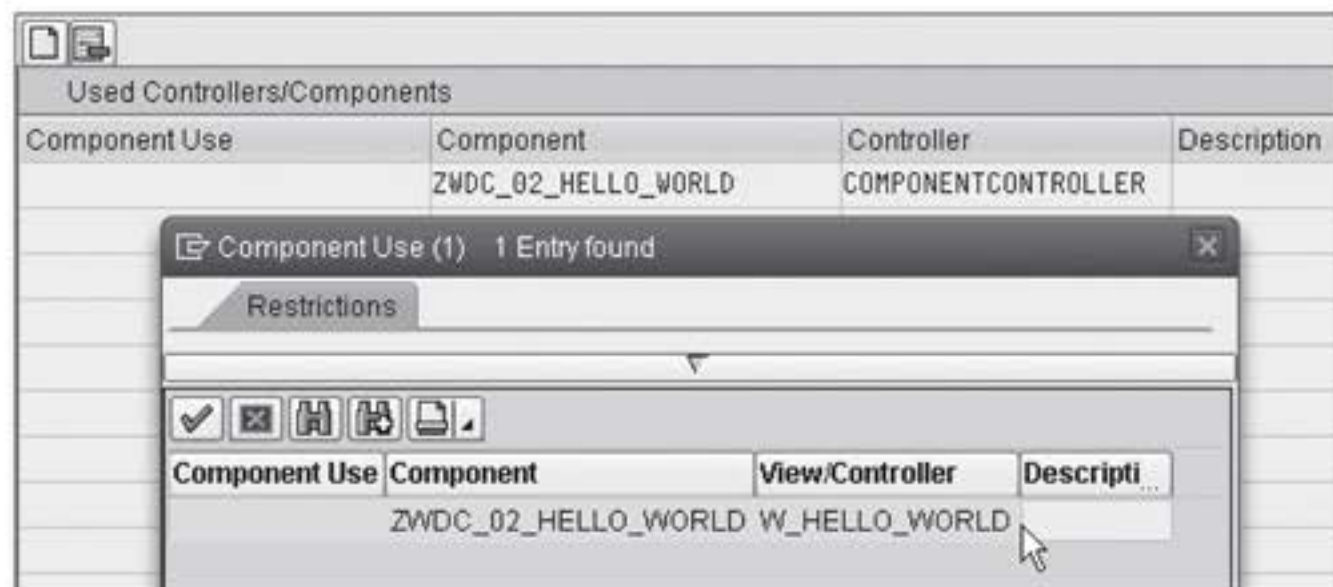 Used Controllers/Components
Component Use Component Controller Description
ZWDC_02_HELLO_WORLD COMPONENTCONTROLLER
Component Use (1) 1 Entry found
Restrictions
Component Use Component View/Controller Descripti...
ZWDC_02_HELLO_WORLD W_HELLO_WORLD